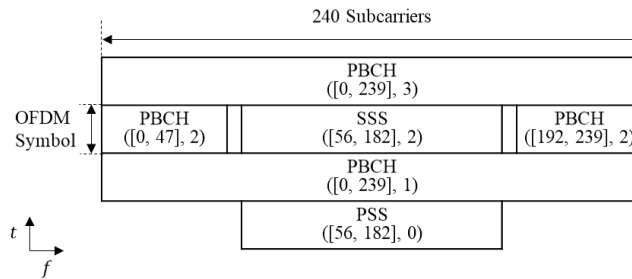 240 Subcarriers
PBCH
([0, 239], 3)
OFDM
Symbol
PBCH
([0, 47], 2)
SSS
([56, 182], 2)
PBCH
([192, 239], 2)
PBCH
([0, 239], 1)
PSS
([56, 182], 0)
t
f